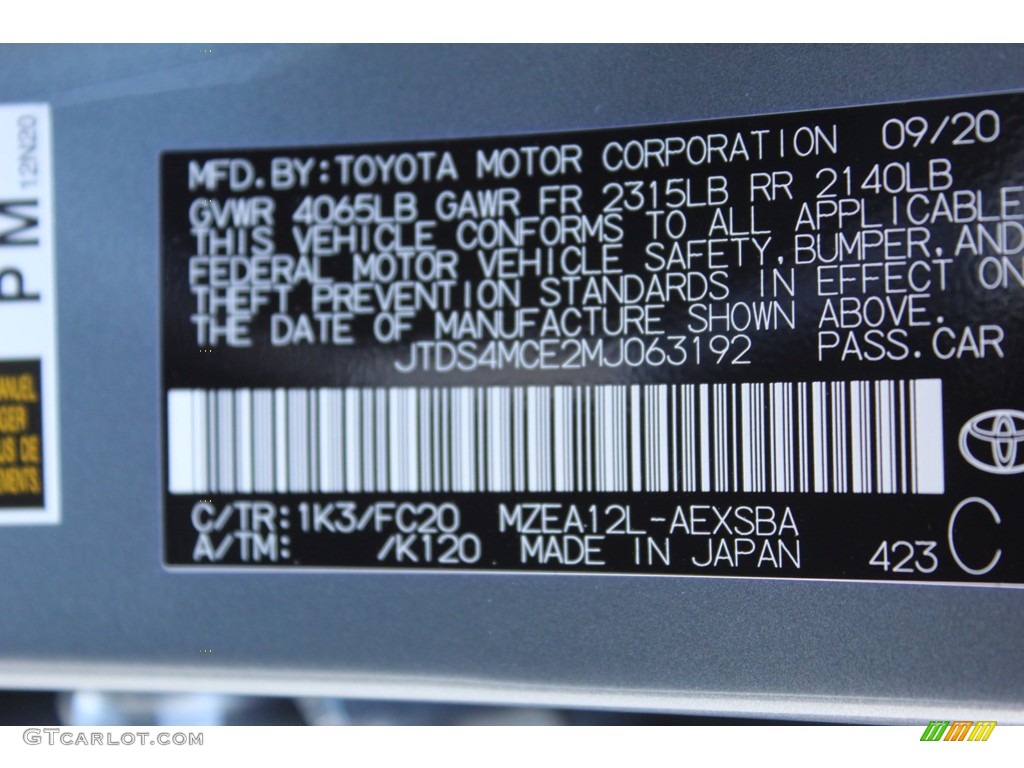 12N20
PM
MFD.BY:TOYOTA MOTOR CORPORATION 09/20
GVWR 4065LB GAWR FR 2315LB RR 2140LB
THIS VEHICLE CONFORMS TO ALL APPLICABLE
FEDERAL MOTOR VEHICLE SAFETY,BUMPER,AND
THEFT PREVENTION STANDARDS IN EFFECT ON
THE DATE OF MANUFACTURE SHOWN ABOVE.
JTDS4MCE2MJ063192 PASS.CAR
C/TR:1K3/FC20 MZEA12L-AEXSBA
A/TM: /K120 MADE IN JAPAN 423 C
GTCARLOT.COM